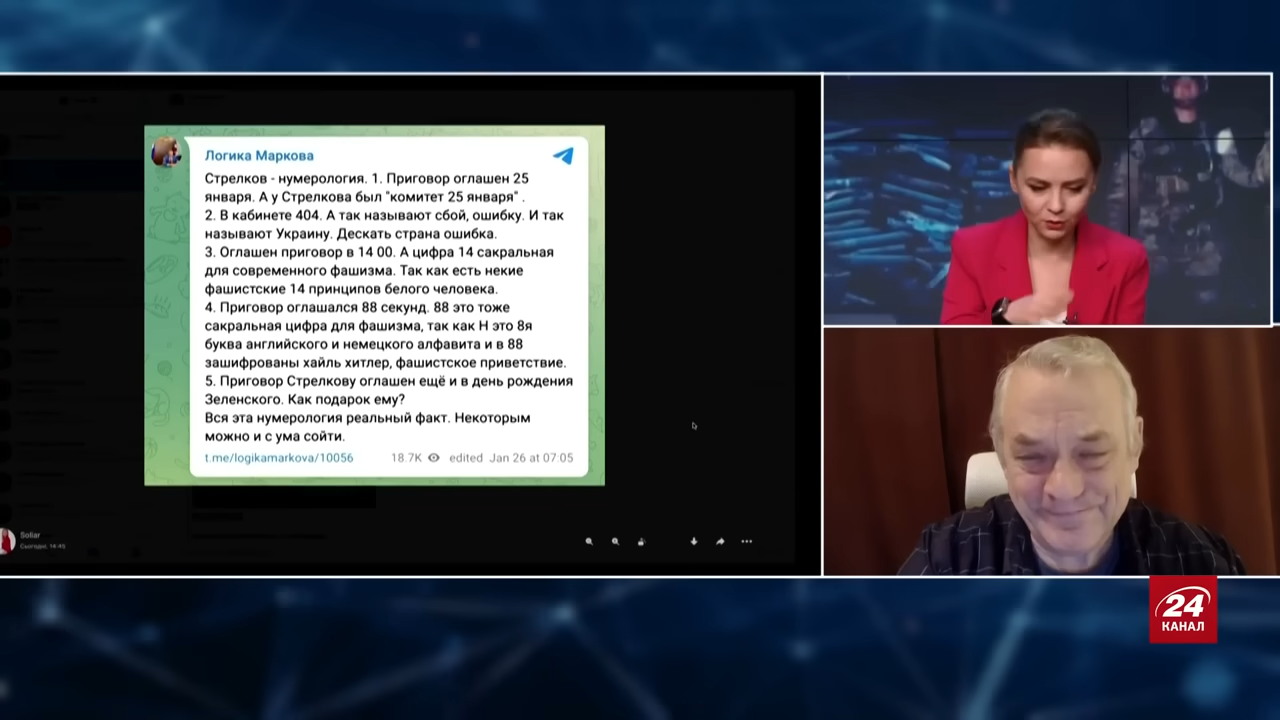 Логика Маркова
Стрелков - нумерология. 1. Приговор оглашен 25
января. А у Стрелкова был "комитет 25 января" .
2. В кабинете 404. А так называют сбой, ошибку. И так
называют Украину. Дескать страна ошибка.
3. Оглашен приговор в 14 00. А цифра 14 сакральная
для современного фашизма. Так как есть некие
фашистские 14 принципов белого человека.
4. Приговор оглашался 88 секунд. 88 это тоже
сакральная цифра для фашизма, так как Н это 8я
буква английского и немецкого алфавита и в 88
зашифрованы хайль хитлер, фашистское приветствие.
5. Приговор Стрелкову оглашен ещё и в день рождения
Зеленского. Как подарок ему?
Вся эта нумерология реальный факт. Некоторым
можно и с ума сойти.
t.me/logikamarkova/10056 18.7K edited Jan 26 at 07:05
Soliar
Сьогодні, 14:45
24
КАНАЛ